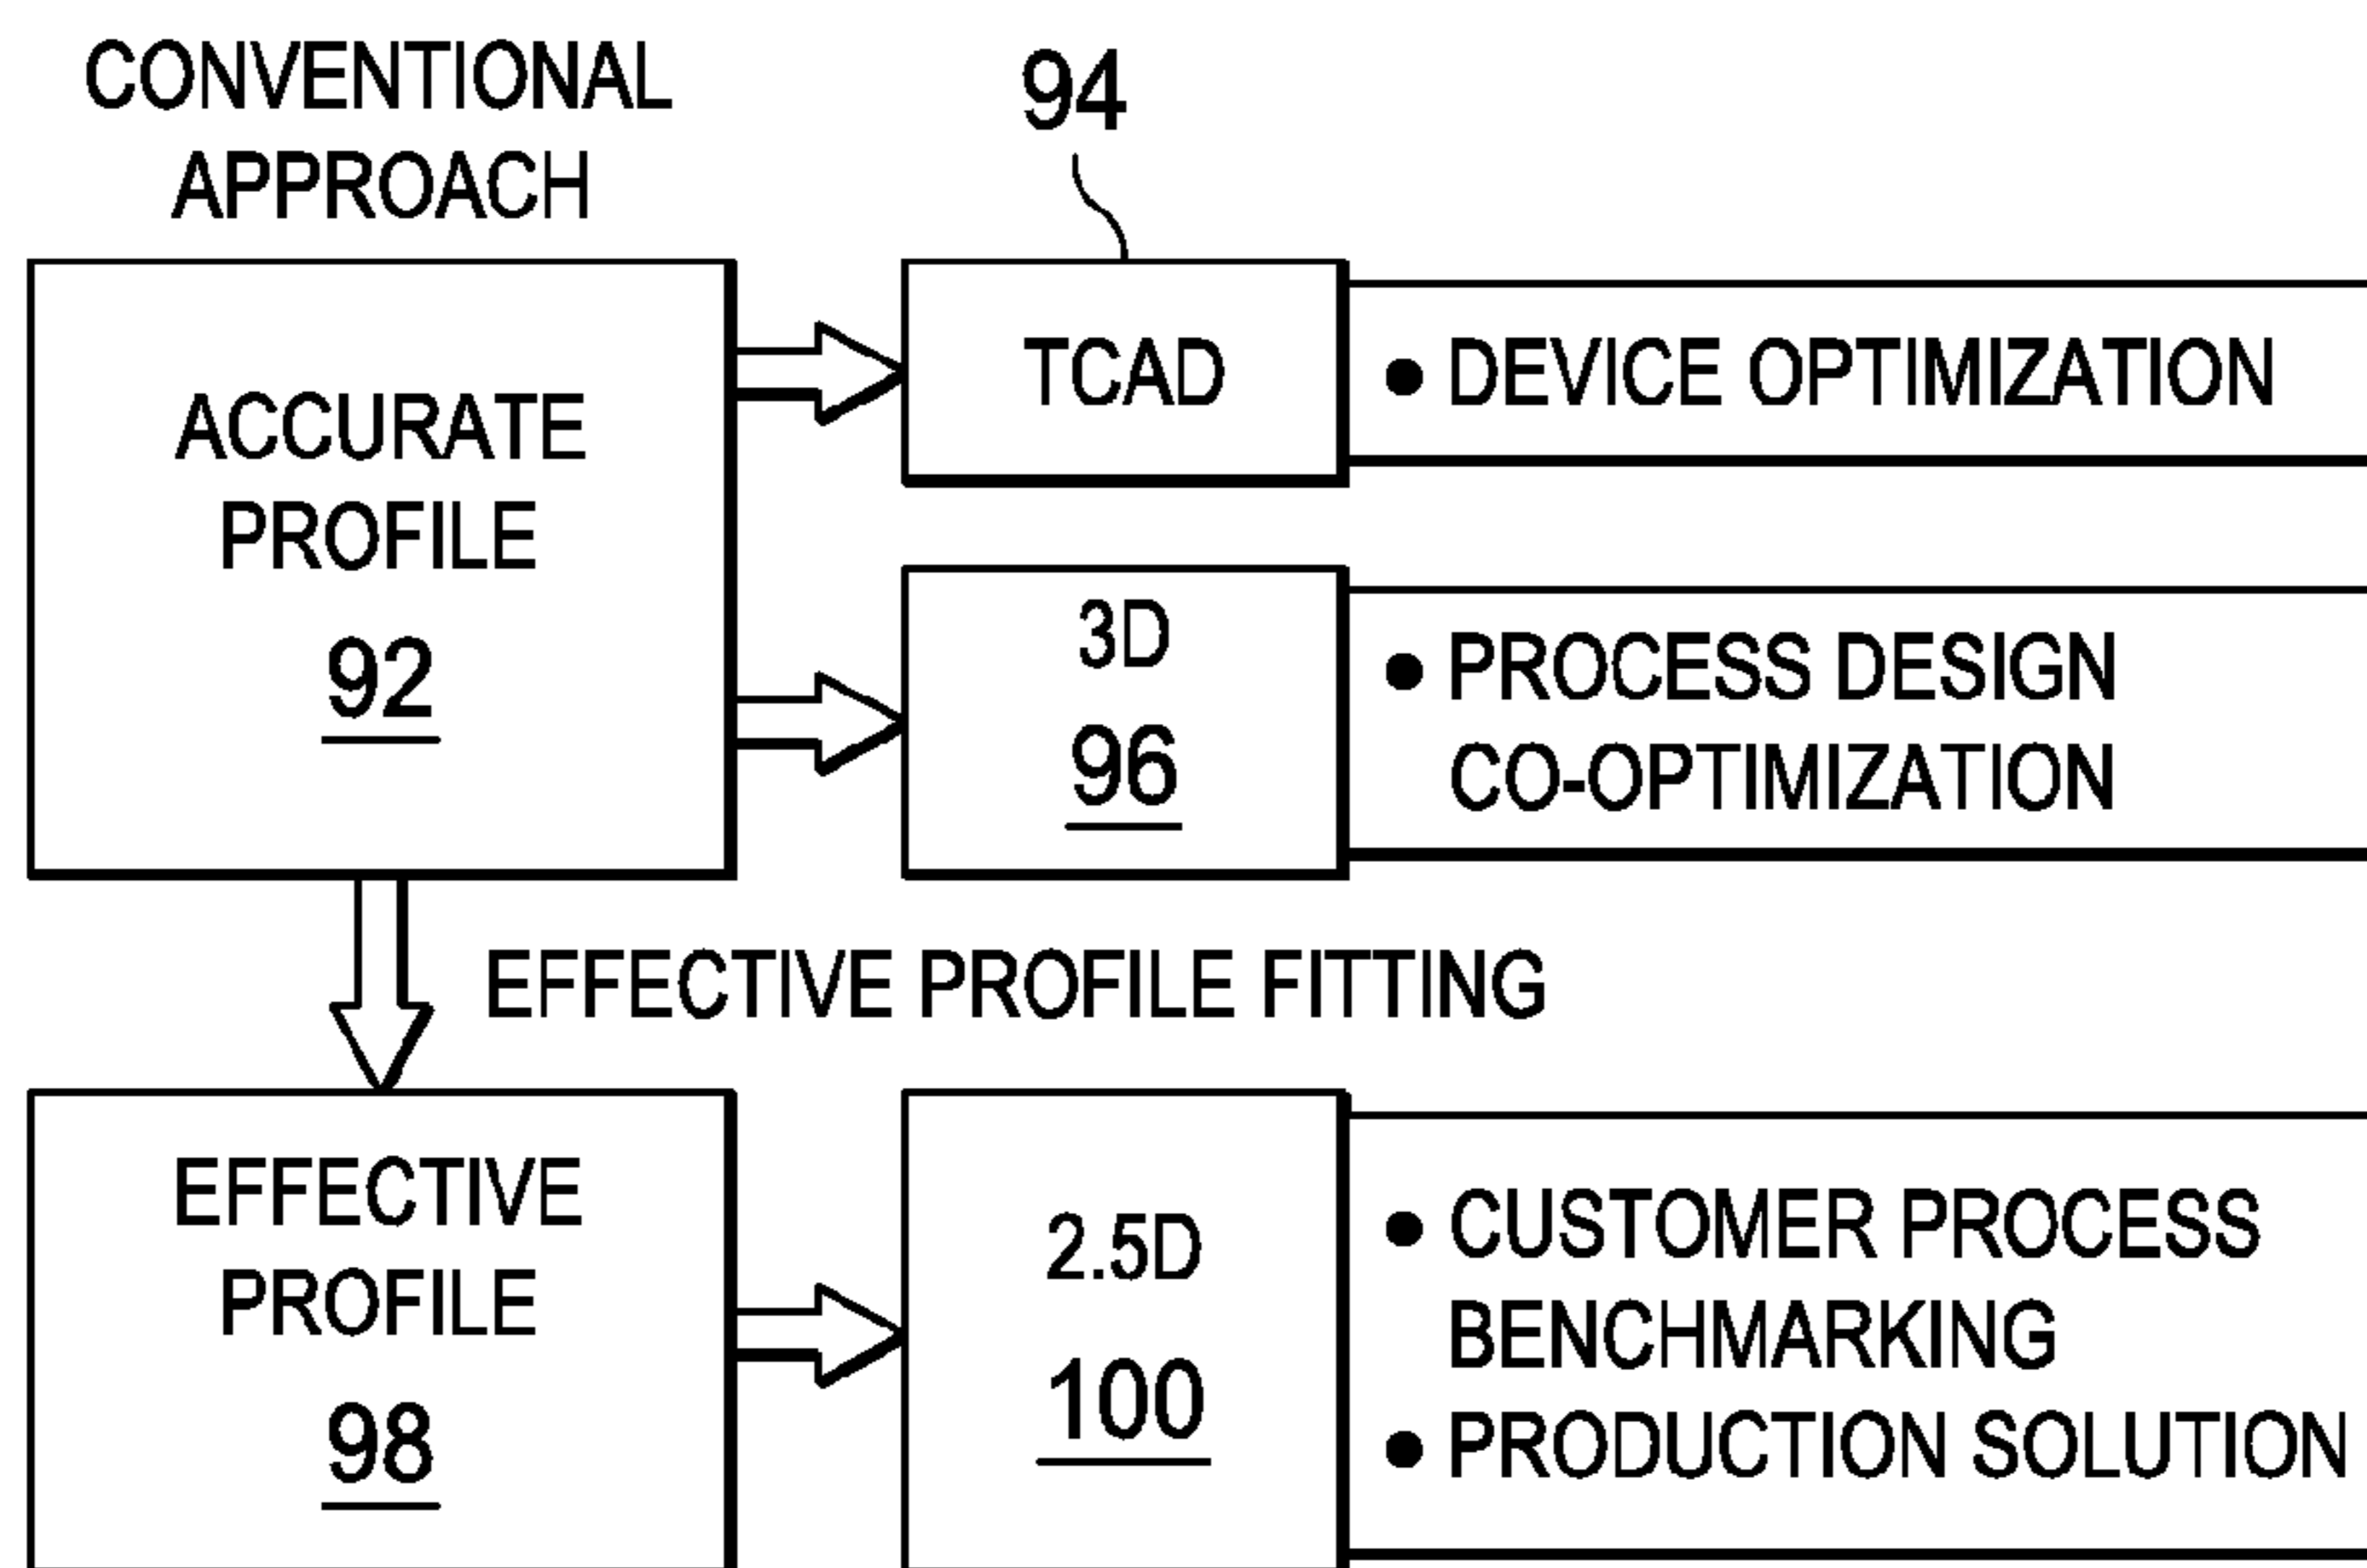 CONVENTIONAL
APPROACH
94
ACCURATE
PROFILE
92
TCAD
● DEVICE OPTIMIZATION
3D
96
● PROCESS DESIGN
CO-OPTIMIZATION
EFFECTIVE PROFILE FITTING
EFFECTIVE
PROFILE
98
2.5D
100
● CUSTOMER PROCESS
BENCHMARKING
● PRODUCTION SOLUTION